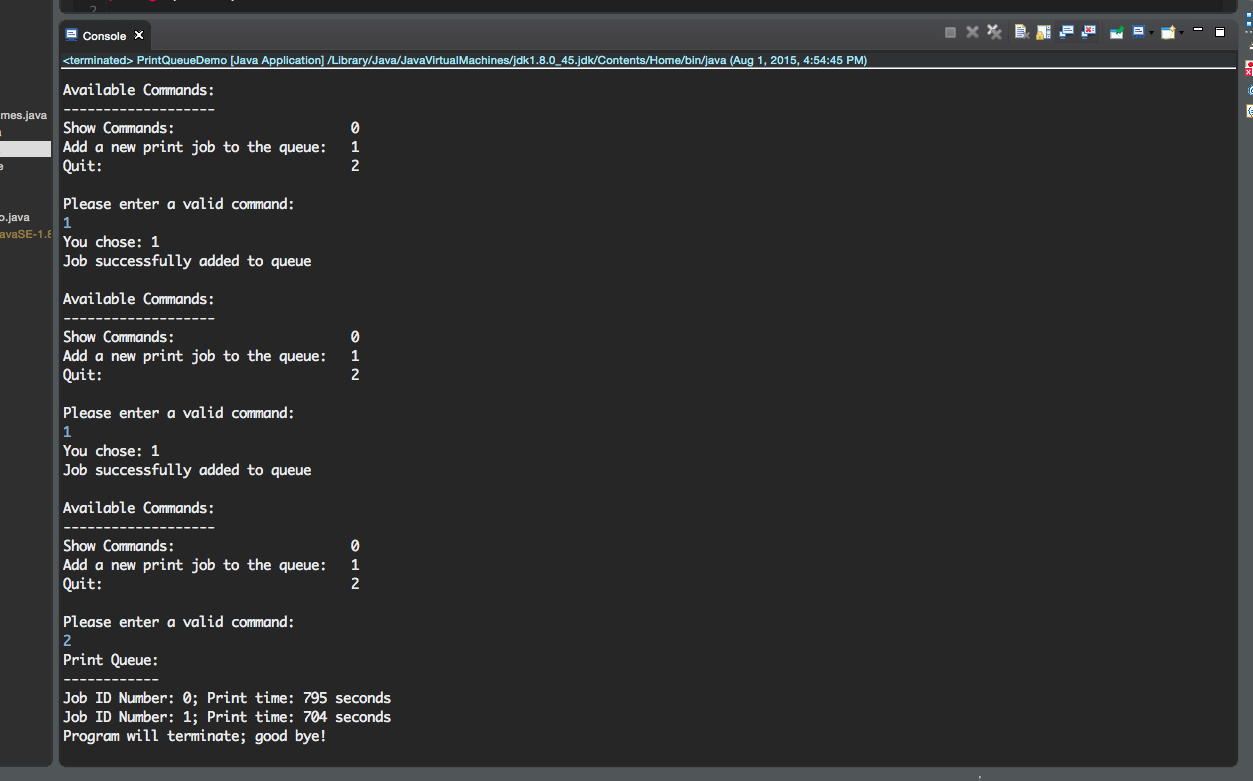 2
Console
<terminated> PrintQueueDemo [Java Application] /Library/Java/JavaVirtualMachines/jdk1.8.0_45.jdk/Contents/Home/bin/java (Aug 1, 2015, 4:54:45 PM)
mes.java
o.java
avaSE-1.8
Available Commands:
-------------------
Show Commands: 0
Add a new print job to the queue: 1
Quit: 2
Please enter a valid command:
1
You chose: 1
Job successfully added to queue
Available Commands:
-------------------
Show Commands: 0
Add a new print job to the queue: 1
Quit: 2
Please enter a valid command:
1
You chose: 1
Job successfully added to queue
Available Commands:
-------------------
Show Commands: 0
Add a new print job to the queue: 1
Quit: 2
Please enter a valid command:
2
Print Queue:
------------
Job ID Number: 0; Print time: 795 seconds
Job ID Number: 1; Print time: 704 seconds
Program will terminate; good bye!